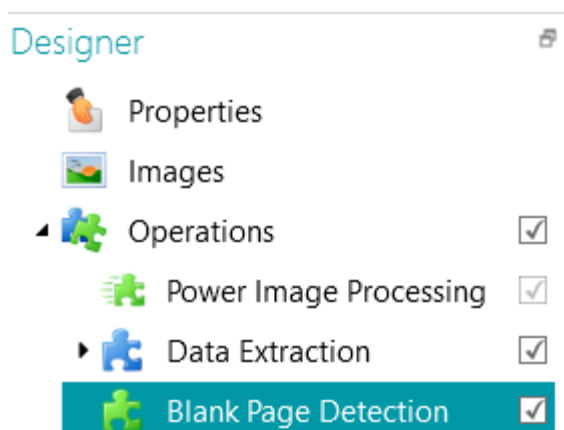 Designer
Properties
Images
Operations
Power Image Processing
Data Extraction
Blank Page Detection